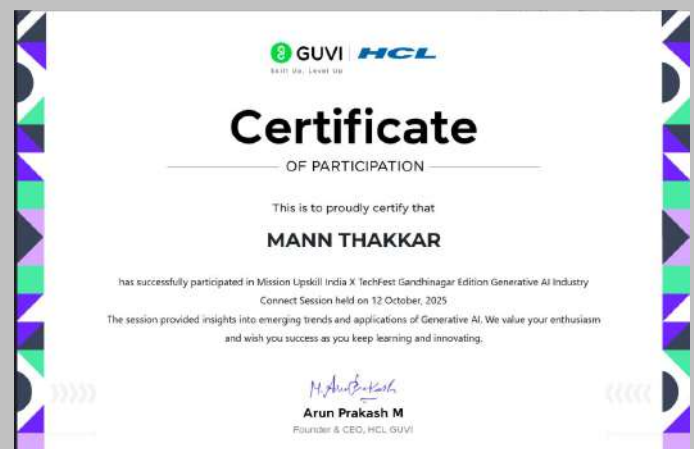 GUVI HCL
Skill Up, Level Up
Certificate
OF PARTICIPATION
This is to proudly certify that
MANN THAKKAR
has successfully participated in Mission Upskill India X TechFest Gandhinagar Edition Generative AI Industry
Connect Session held on 12 October, 2025
The session provided insights into emerging trends and applications of Generative AI. We value your enthusiasm
and wish you success as you keep learning and innovating.
M. Arun Prakash
Arun Prakash M
Founder & CEO, HCL GUVI